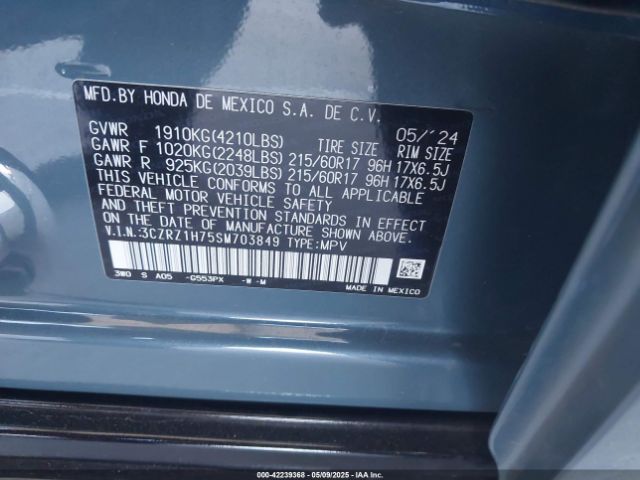 MFD.BY HONDA DE MEXICO S.A. DE C.V.
05/´24
GVWR 1910KG(4210LBS) TIRE SIZE RIM SIZE
GAWR F 1020KG(2248LBS) 215/60R17 96H 17X6.5J
GAWR R 925KG(2039LBS) 215/60R17 96H 17X6.5J
THIS VEHICLE CONFORMS TO ALL APPLICABLE
FEDERAL MOTOR VEHICLE SAFETY
AND THEFT PREVENTION STANDARDS IN EFFECT
ON THE DATE OF MANUFACTURE SHOWN ABOVE.
V.I.N:3CZRZ1H75SM703849 TYPE:MPV
3W0 S A05 -G553PX -W -M
MADE IN MEXICO
000-42239368 - 05/09/2025 - IAAI.COM